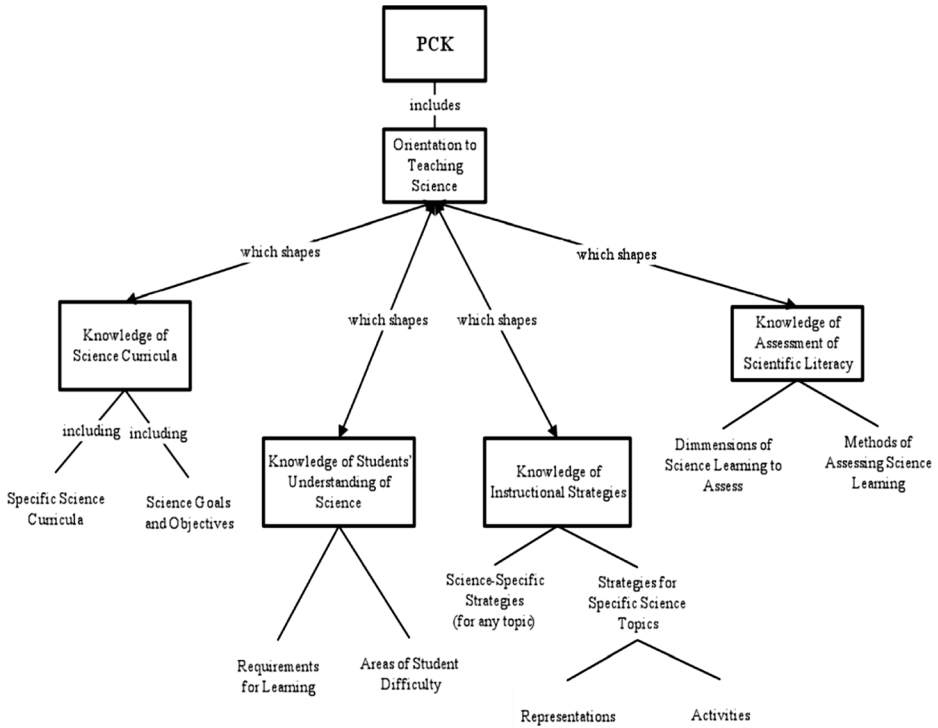 PCK
includes
Orientation to
Teaching
Science
which shapes
which shapes
which shapes
which shapes
Knowledge of
Science Curricula
Knowledge of
Assessment of
Scientific Literacy
including
including
Specific Science
Curricula
Science Goals
and Objectives
Knowledge of Students'
Understanding of
Science
Knowledge of
Instructional Strategies
Dimmensions of
Science Learning to
Assess
Methods of
Assessing Science
Learning
Science-Specific
Strategies
(for any topic)
Strategies for
Specific Science
Topics
Requirements
for Learning
Areas of Student
Difficulty
Representations
Activities